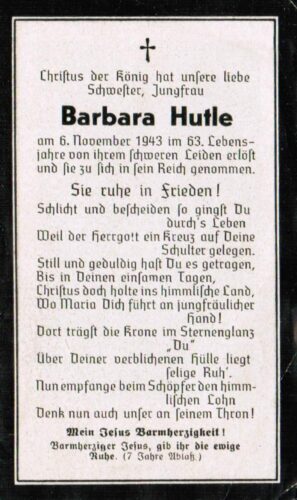 Christus der König hat unsere liebe
Schwester, Jungfrau
Barbara Hutle
am 6. November 1943 im 63. Lebens-
jahre von ihrem schweren Leiden erlöst
und sie zu sich in sein Reich genommen.
Sie ruhe in Frieden!
Schlicht und bescheiden so gingst Du
durch's Leben
Weil der Herrgott ein Kreuz auf Deine
Schulter gelegen.
Still und geduldig hast Du es getragen,
Bis in Deinen einsamen Tagen,
Christus doch holte ins himmlische Land,
Wo Maria Dich führt an jungfräulicher
Hand!
Dort trägst die Krone im Sternenglanz
„Du"
Über Deiner verblichenen Hülle liegt
selige Ruh'.
Nun empfange beim Schöpfer den himm-
lischen Lohn
Denk nun auch unser an seinem Thron!
Mein Jesus Barmherzigkeit!
Barmherziger Jesus, gib ihr die ewige
Ruhe. (7 Jahre Ablaß.)